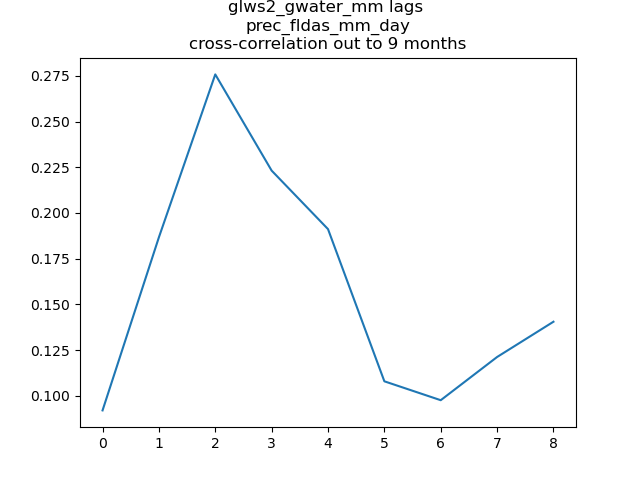 glws2_gwater_mm lags
prec_fldas_mm_day
cross-correlation out to 9 months
0.275
0.250
0.225
0.200
0.175
0.150
0.125
0.100
0 1 2 3 4 5 6 7 8